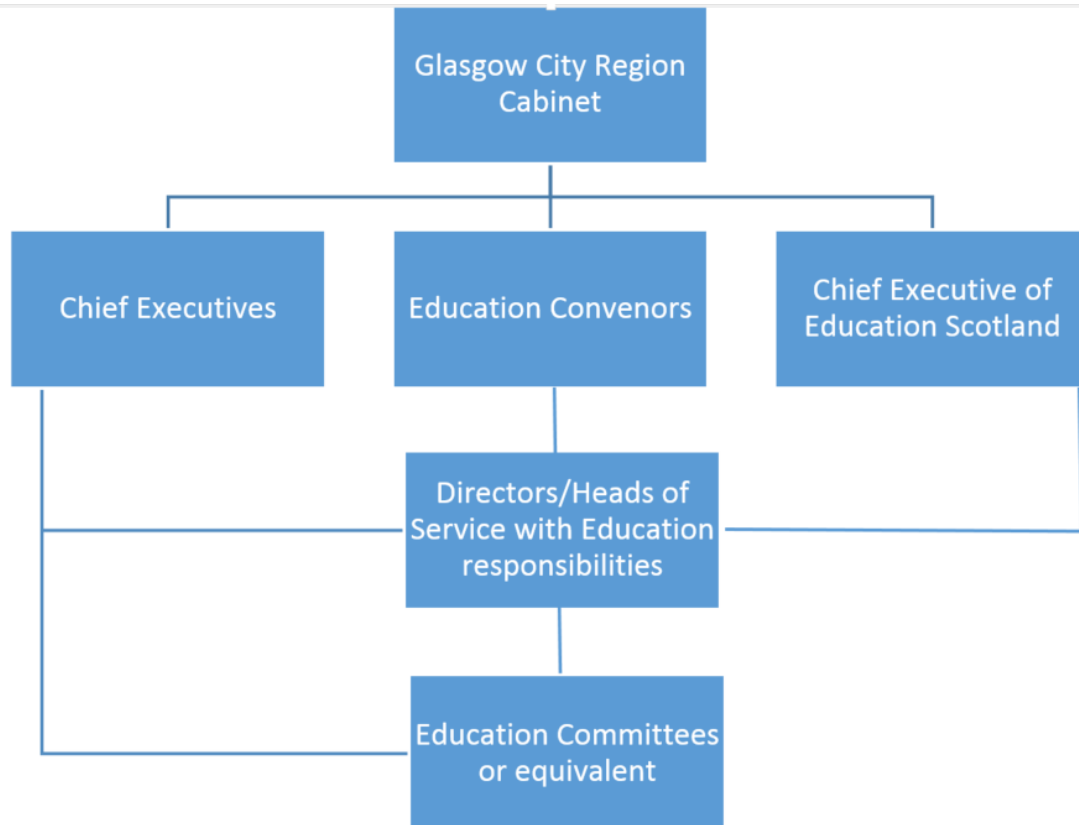 Glasgow City Region
Cabinet
Chief Executives
Education Convenors
Chief Executive of
Education Scotland
Directors/Heads of
Service with Education
responsibilities
Education Committees
or equivalent